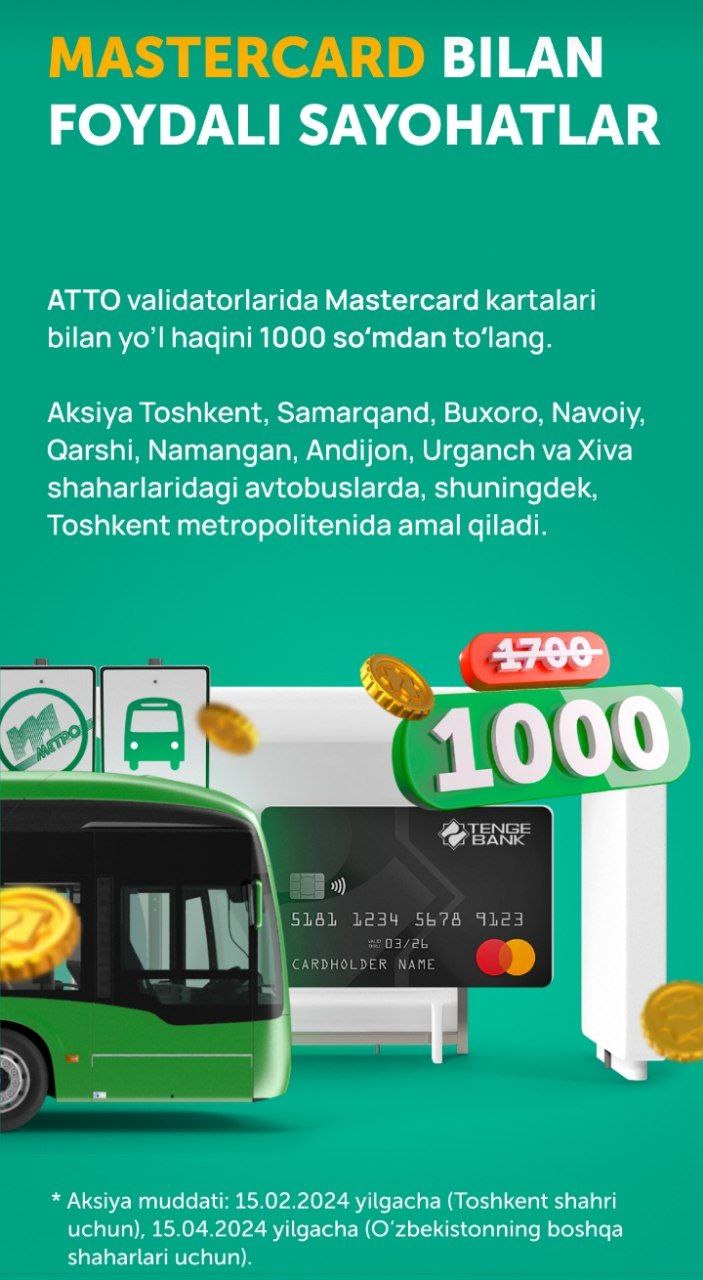 MASTERCARD BILAN
FOYDALI SAYOHATLAR
ATTO validatorlarida Mastercard kartalari
bilan yo’l haqini 1000 so‘mdan to‘lang.
Aksiya Toshkent, Samarqand, Buxoro, Navoiy,
Qarshi, Namangan, Andijon, Urganch va Xiva
shaharlaridagi avtobuslarda, shuningdek,
Toshkent metropolitenida amal qiladi.
1700
1000
METRO
TENGE
BANK
5181 1234 5678 9123
VALID
THRU 03/26
CARDHOLDER NAME
* Aksiya muddati: 15.02.2024 yilgacha (Toshkent shahri
uchun), 15.04.2024 yilgacha (O‘zbekistonning boshqa
shaharlari uchun).